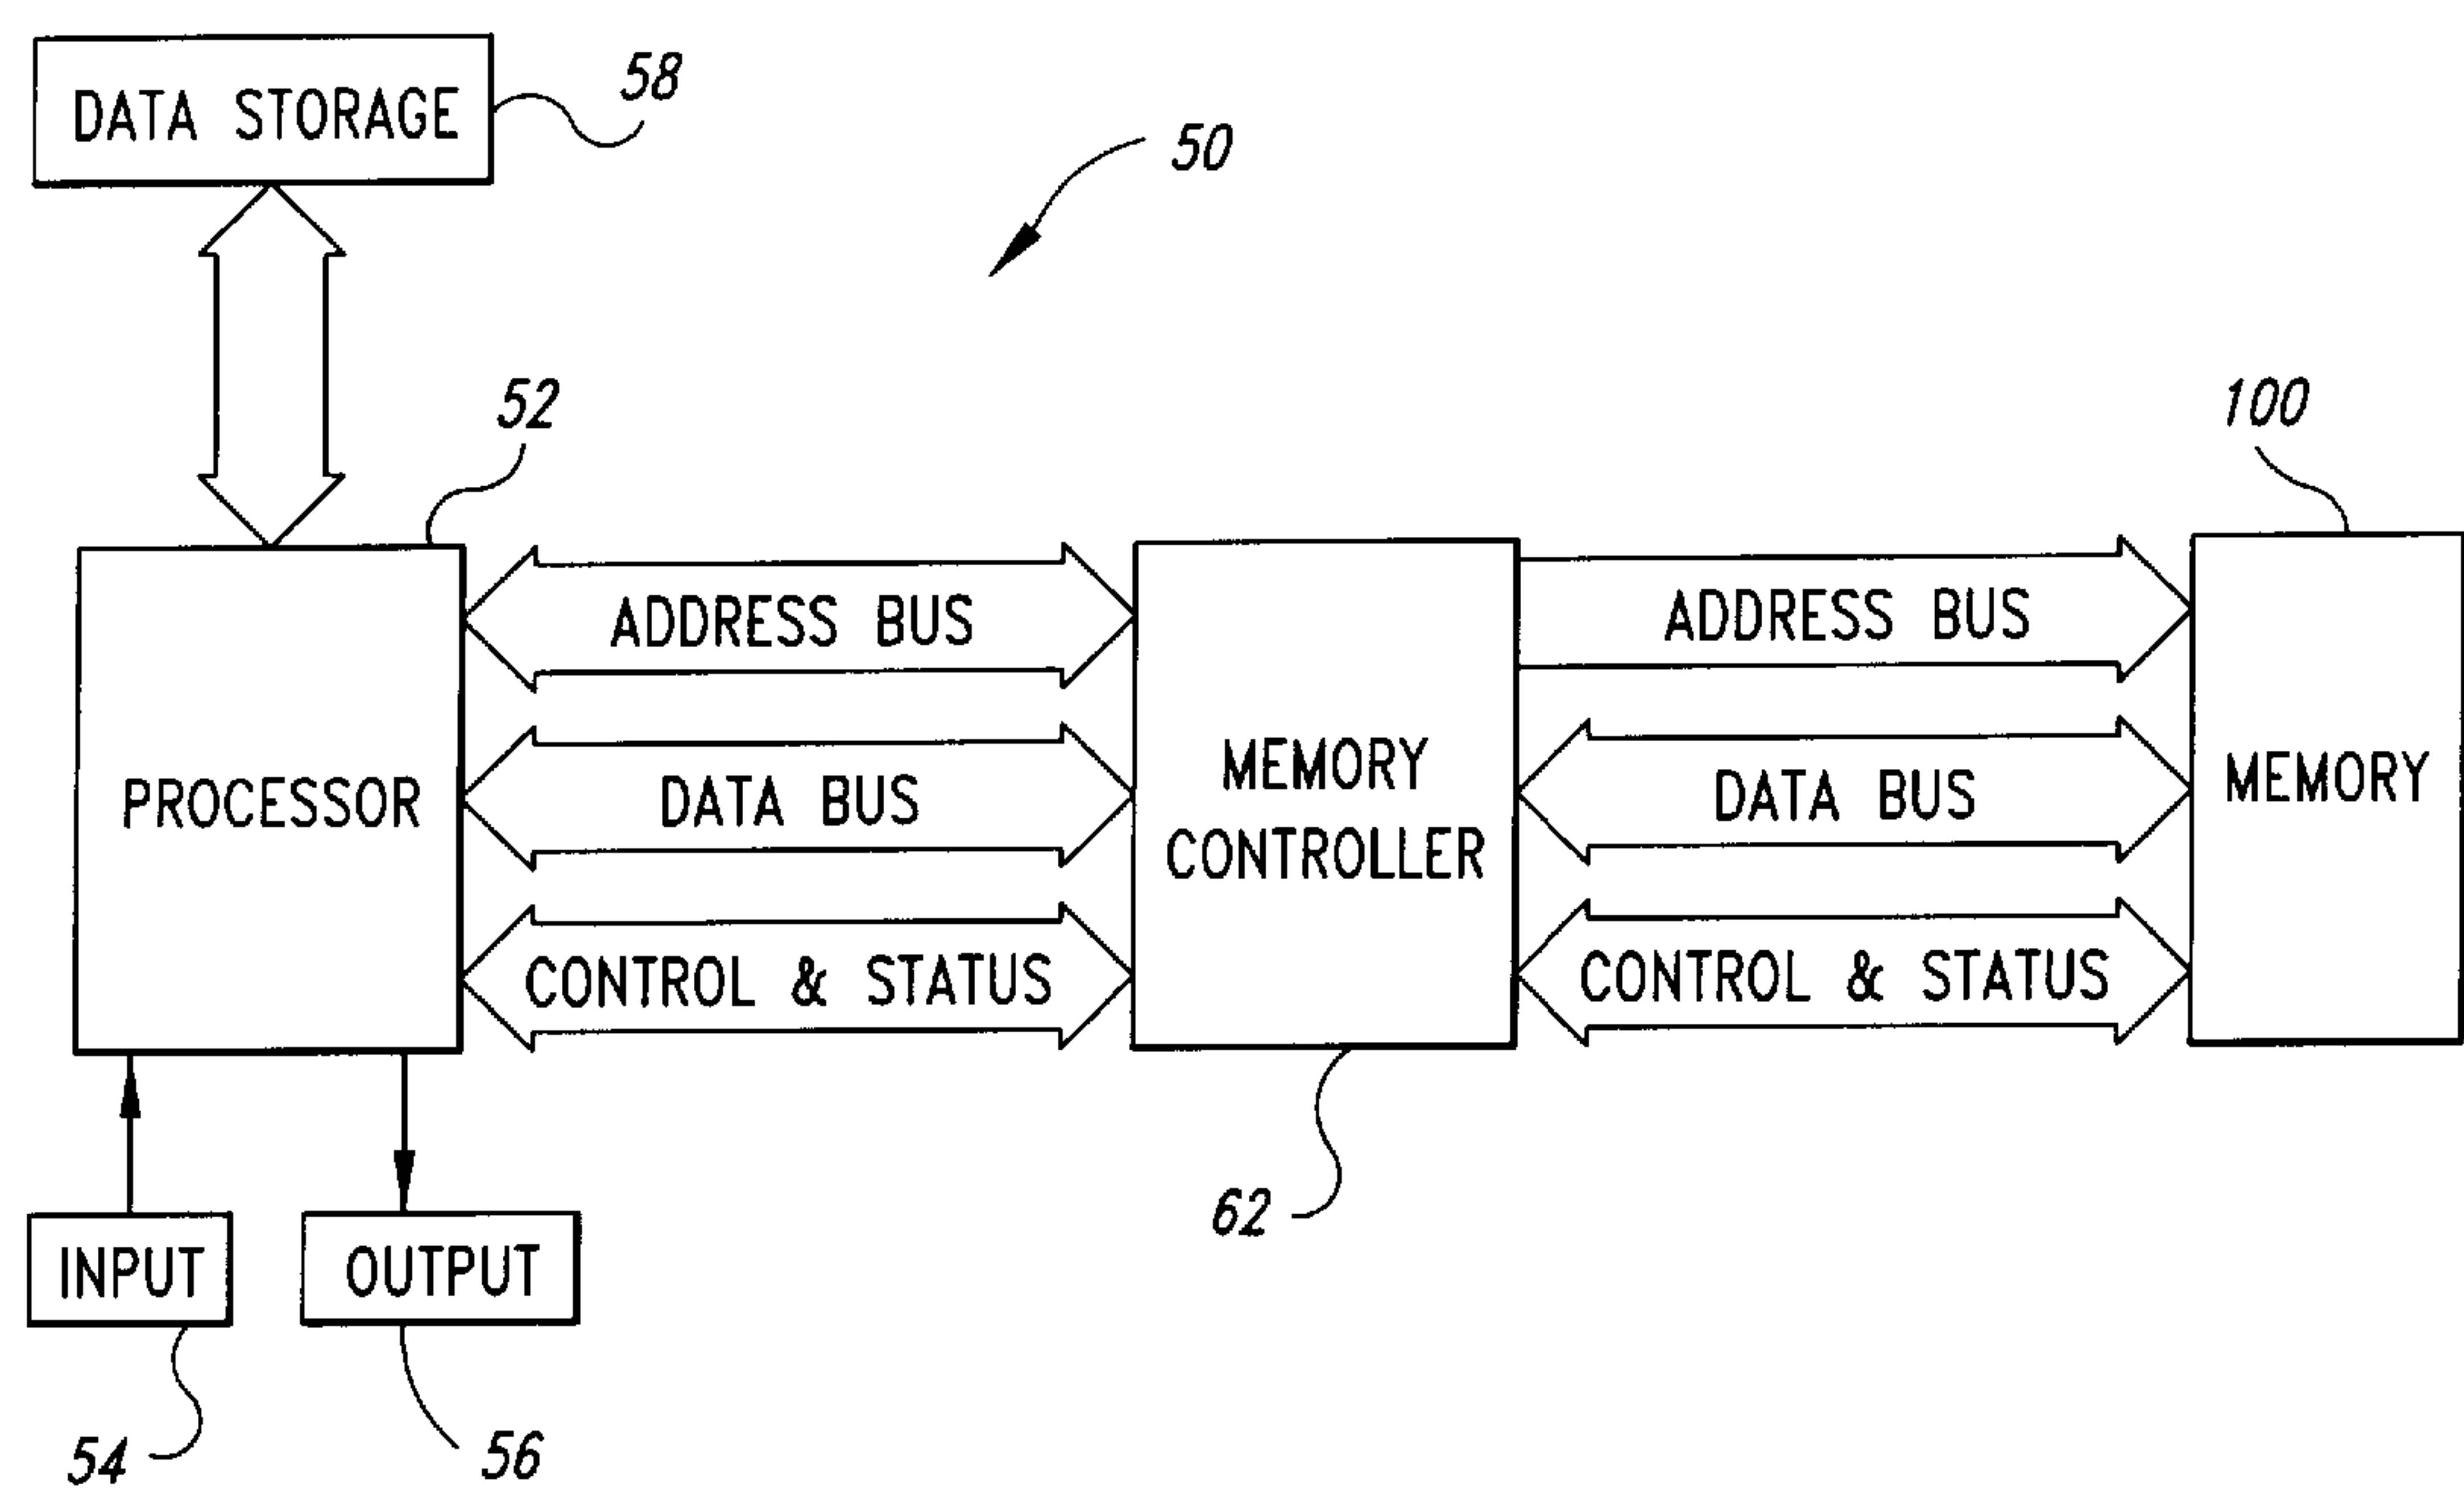 58
DATA STORAGE
50
52
100
ADDRESS BUS
ADDRESS BUS
MEMORY
CONTROLLER
PROCESSOR
DATA BUS
DATA BUS
MEMORY
CONTROL & STATUS
CONTROL & STATUS
62
INPUT
OUTPUT
54
56